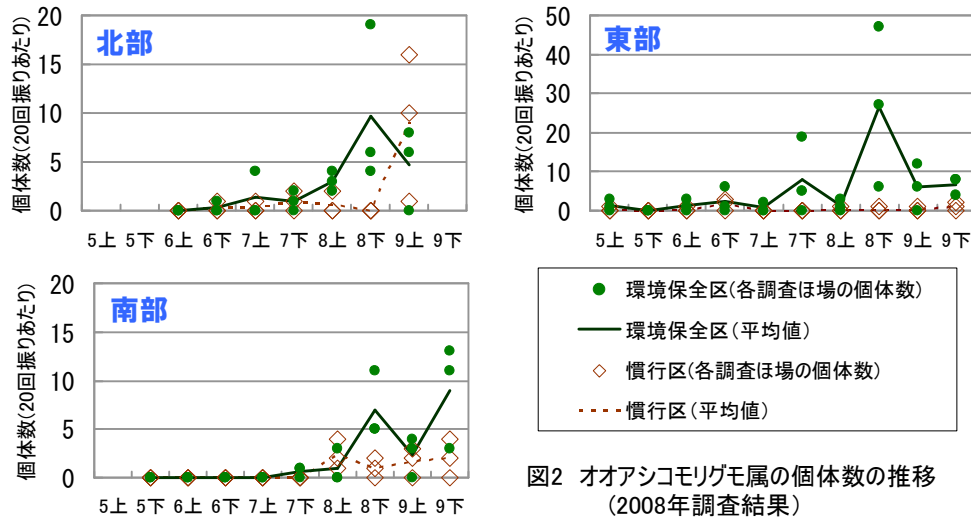 北部
個体数(20回振りあたり)
20
15
10
5
0
5上 5下 6上 6下 7上 7下 8上 8下 9上 9下
東部
個体数(20回振りあたり)
50
40
30
20
10
0
5上 5下 6上 6下 7上 7下 8上 8下 9上 9下
南部
個体数(20回振りあたり)
20
15
10
5
0
5上 5下 6上 6下 7上 7下 8上 8下 9上 9下
環境保全区(各調査ほ場の個体数)
環境保全区(平均値)
慣行区(各調査ほ場の個体数)
慣行区(平均値)
図2 オオアシコモリグモ属の個体数の推移
(2008年調査結果)